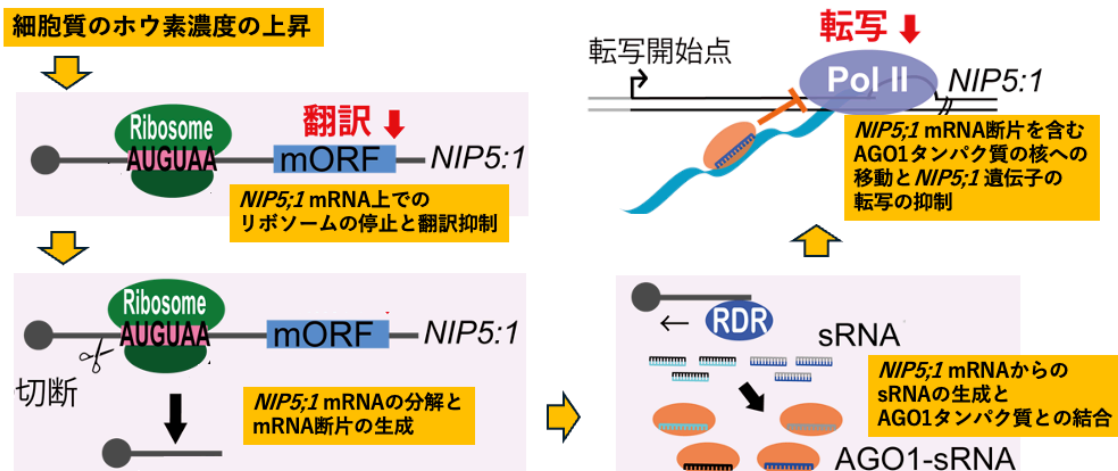 細胞質のホウ素濃度の上昇
Ribosome
AUGUAA
翻訳
mORF
NIP5:1
NIP5;1 mRNA上での
リボソームの停止と翻訳抑制
Ribosome
AUGUAA
mORF
NIP5:1
切断
NIP5;1 mRNAの分解と
mRNA断片の生成
RDR
sRNA
NIP5;1 mRNAからの
sRNAの生成と
AGO1タンパク質との結合
AGO1-sRNA
転写
転写開始点
Pol II
NIP5:1
NIP5;1 mRNA断片を含む
AGO1タンパク質の核への
移動とNIP5;1 遺伝子の
転写の抑制